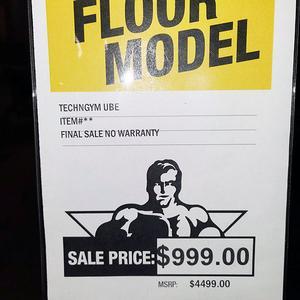 FLOOR
MODEL
TECHNGYM UBE
ITEM#**
FINAL SALE NO WARRANTY
SALE PRICE: $999.00
MSRP: $4499.00